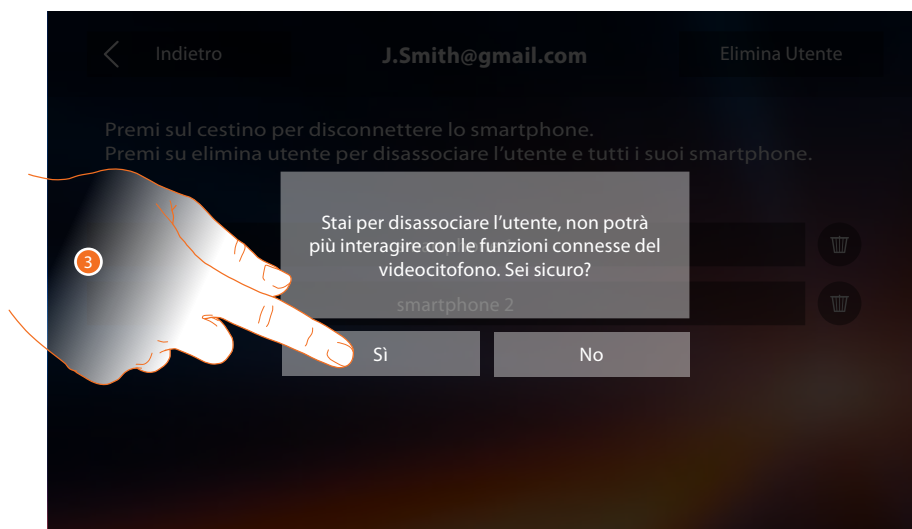 Indietro
J.Smith@gmail.com
Elimina Utente
Premi sul cestino per disconnettere lo smartphone.
Premi su elimina utente per disassociare l’utente e tutti i suoi smartphone.
Stai per disassociare l’utente, non potrà
più interagire con le funzioni connesse del
videocitofono. Sei sicuro?
smartphone 2
Sì
No
3